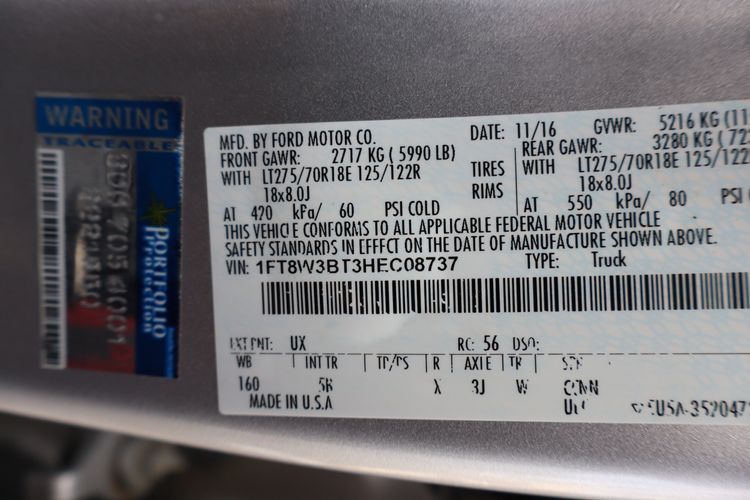 WARNING
TRACEABLE
PORTFOLIO
Protection
MFD. BY FORD MOTOR CO.
DATE: 11/16 GVWR: 5216 KG
FRONT GAWR: 2717 KG ( 5990 LB)
REAR GAWR: 3280 KG
WITH LT275/70R18E 125/122R TIRES WITH LT275/70R18E 125/122
18x8.0J RIMS 18x8.0J
AT 420 kPa/ 60 PSI COLD AT 550 kPa/ 80 PSI
THIS VEHICLE CONFORMS TO ALL APPLICABLE FEDERAL MOTOR VEHICLE
SAFETY STANDARDS IN EFFECT ON THE DATE OF MANUFACTURE SHOWN ABOVE.
VIN: 1FT8W3BT3HEC08737 TYPE: Truck
EXT PNT: UX RC: 56 DSO:
WB INT TR TP/PS R AXLE TR
160 3J W
MADE IN U.S.A